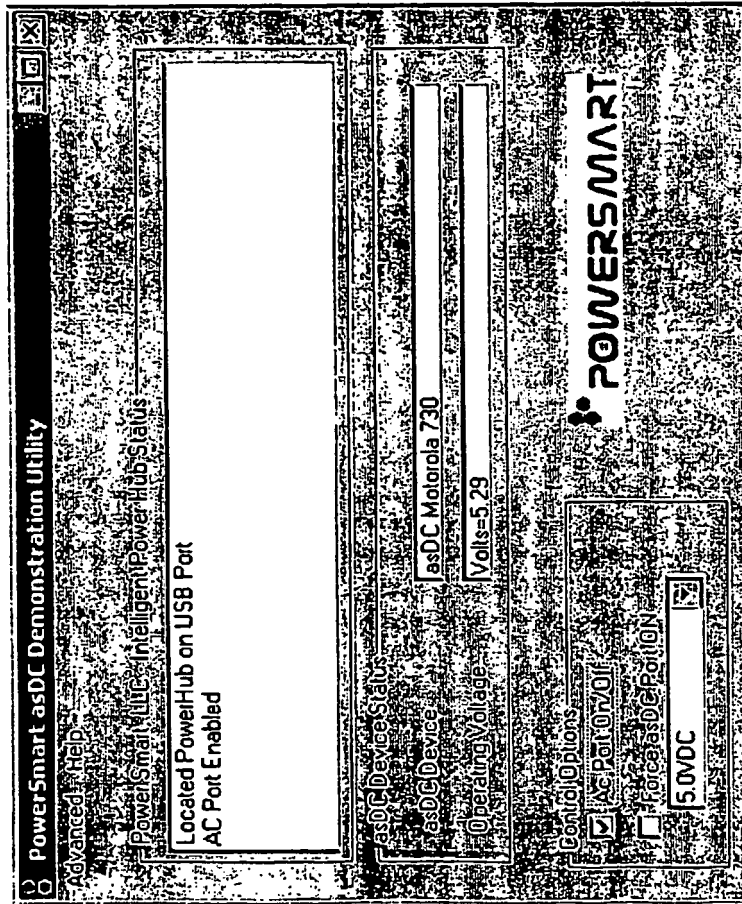 PowerSmart asDC Demonstration Utility
Advanced Help
PowerSmart LLC - Intelligent Power Hub Status
Located PowerHub on USB Port
AC Port Enabled
asDC Device Status
asDC Device
asDC Motorola 730
Operating Voltage
Volts=5.29
Control Options
AC Port On/Off
Force asDC Port ON
5.0VDC
POWERSMART